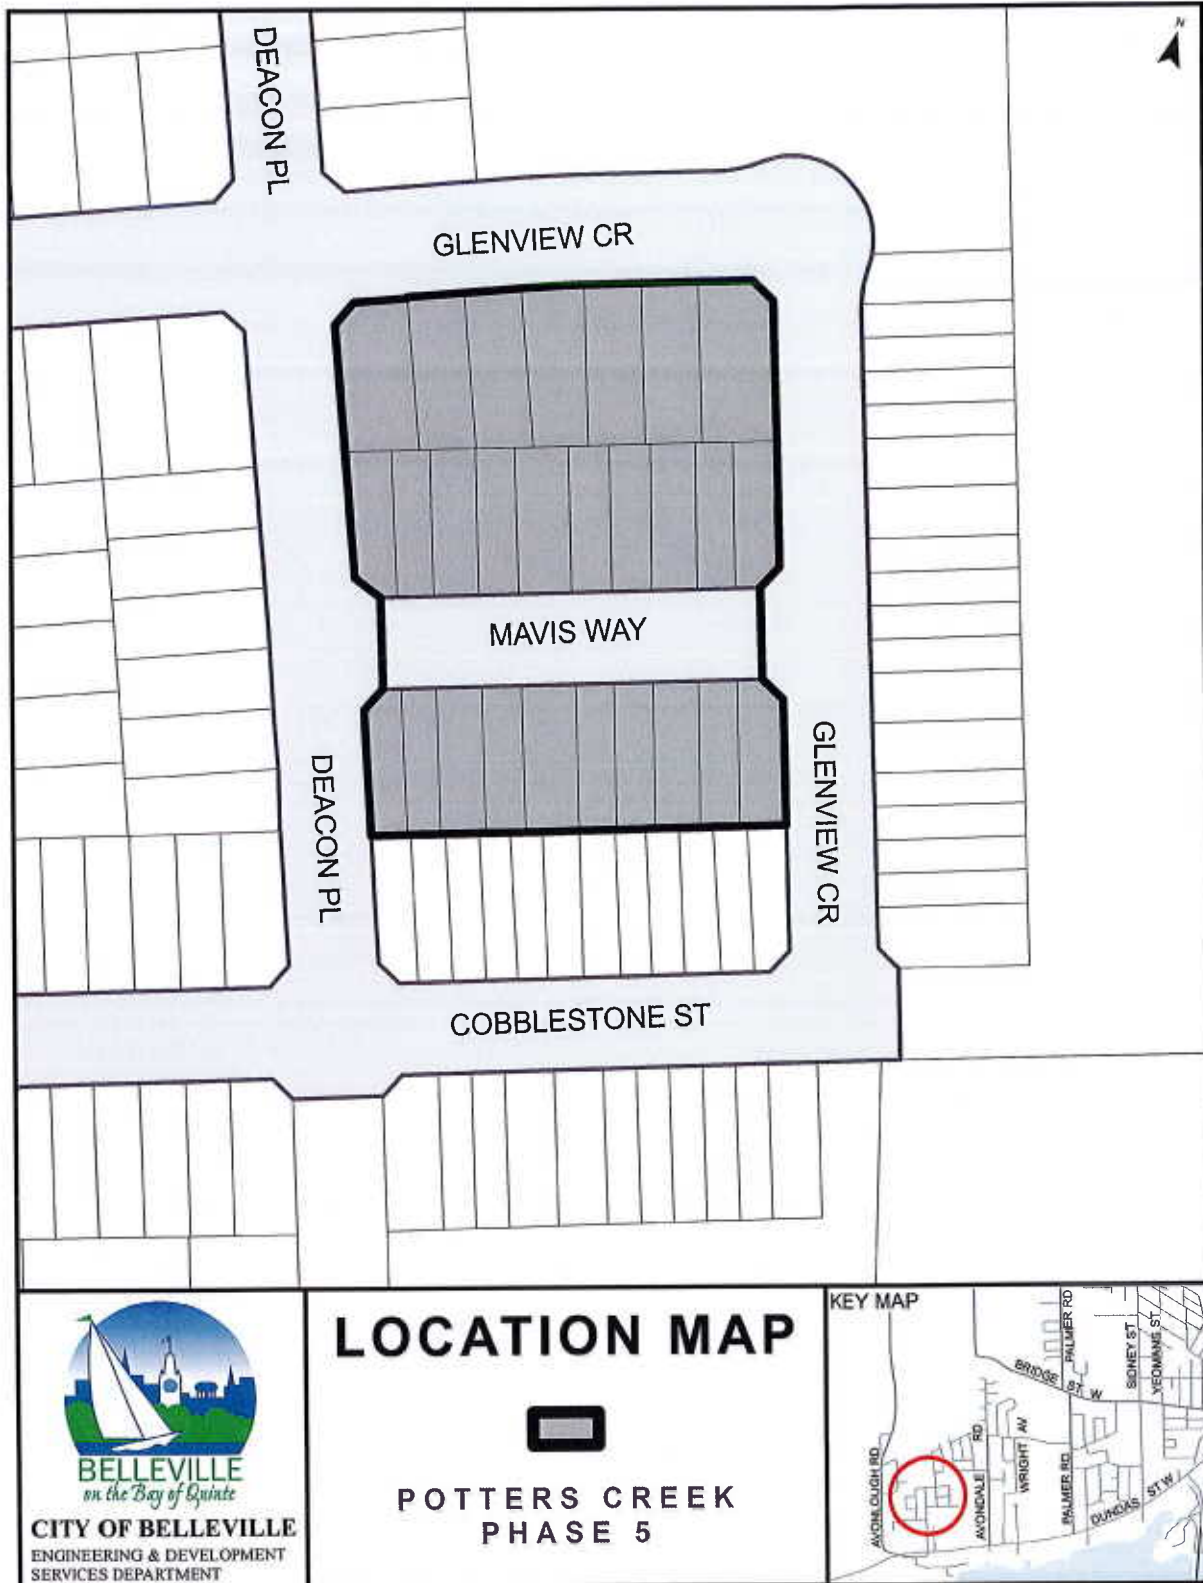 N
DEACON PL
GLENVIEW CR
MAVIS WAY
DEACON PL
GLENVIEW CR
COBBLESTONE ST
BELLEVILLE
on the Bay of Quinte
CITY OF BELLEVILLE
ENGINEERING & DEVELOPMENT
SERVICES DEPARTMENT
LOCATION MAP
POTTERS CREEK
PHASE 5
KEY MAP
PALMER RD
SIDNEY ST
YEOMANS ST
BRIDGE ST W
AVONLOUGH RD
AVONDALE RD
WRIGHT AV
PALMER RD
DUNDAS ST W